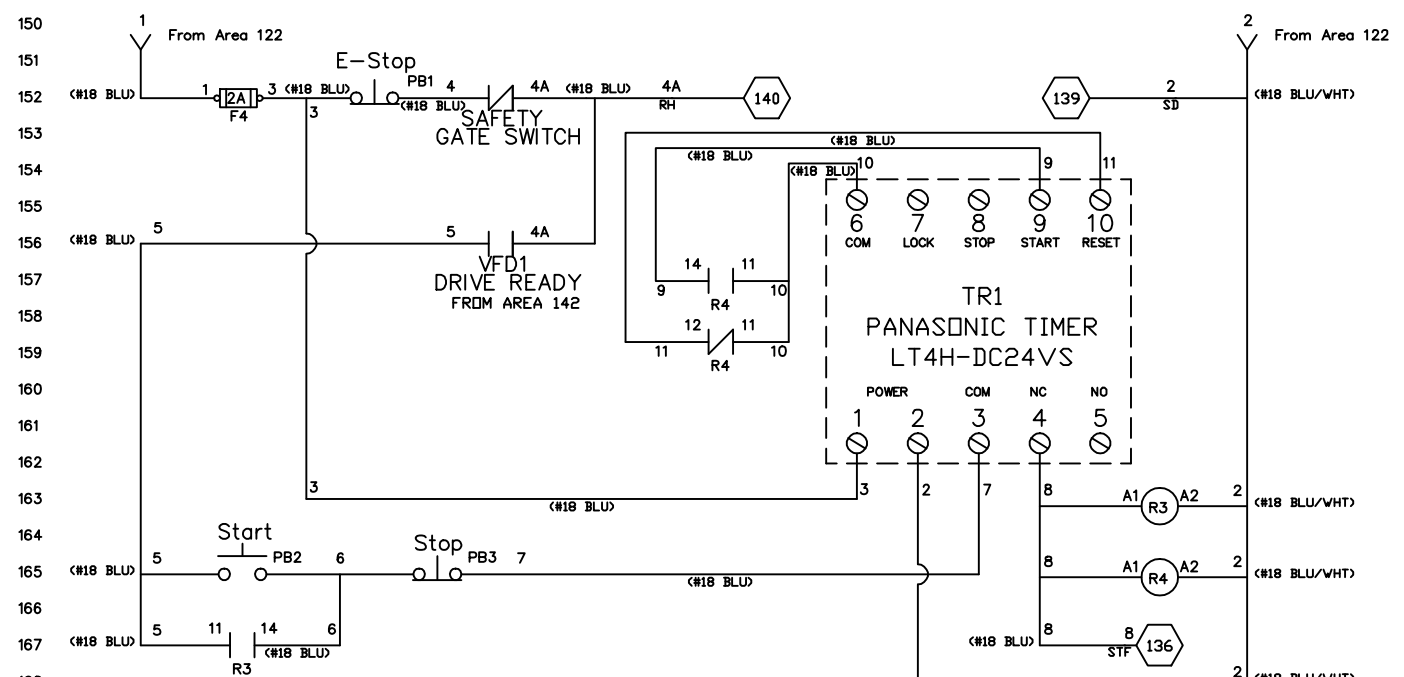 150 1 2
From Area 122 From Area 122
151
E-Stop
152 (#18 BLU) 1 2A 3 (#18 BLU) PB1 4 4A (#18 BLU) 4A 140 139 2 (#18 BLU/WHT)
F4 3 (#18 BLU) RH SD
SAFETY
GATE SWITCH
153 (#18 BLU)
(#18 BLU)
154 (#18 BLU) 10 9 11
155
6 7 8 9 10
COM LOCK STOP START RESET
156 (#18 BLU) 5 5 4A
VFD1
DRIVE READY
FROM AREA 142
157 14 11
9 R4 10
TR1
158 12 11
PANASONIC TIMER
159 11 R4 10
LT4H-DC24VS
160 POWER COM NC NO
161 1 2 3 4 5
162
163 3 3 2 7 8 A1 R3 A2 2 (#18 BLU/WHT)
(#18 BLU)
164
Start Stop
165 (#18 BLU) 5 PB2 6 PB3 7 8 A1 R4 A2 2 (#18 BLU/WHT)
(#18 BLU)
166
167 (#18 BLU) 5 11 14 6 (#18 BLU) 8 8 136
(#18 BLU) STF
R3
2